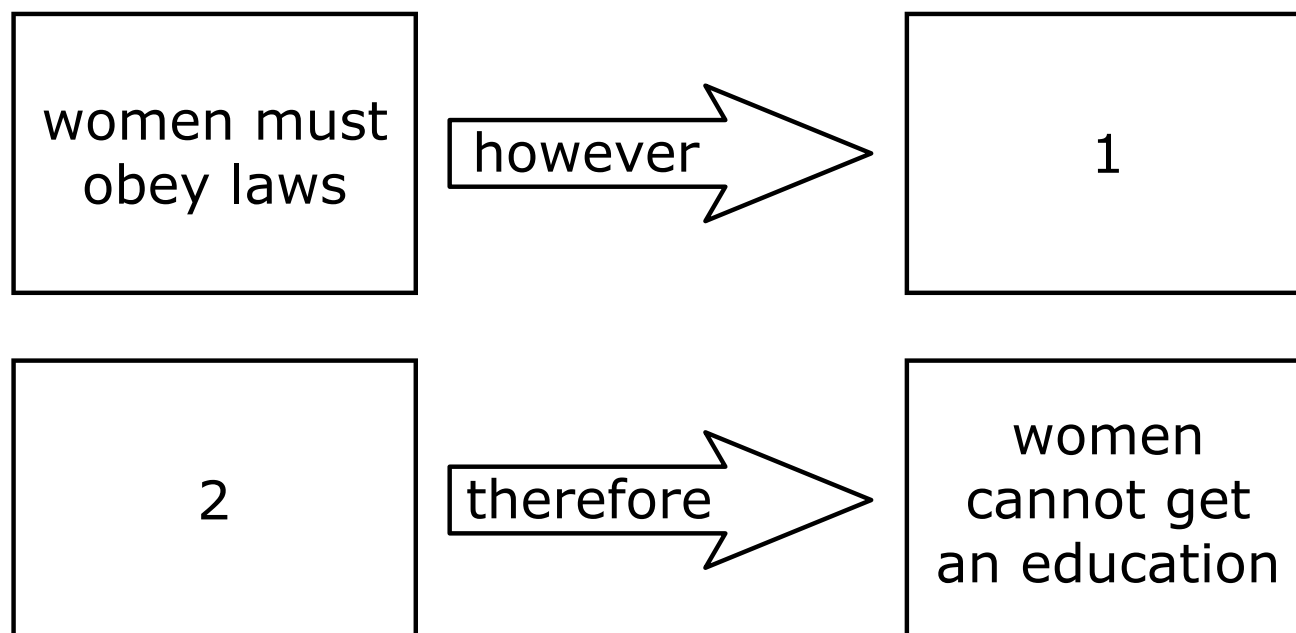 women must
obey laws
however
1
2
therefore
women
cannot get
an education